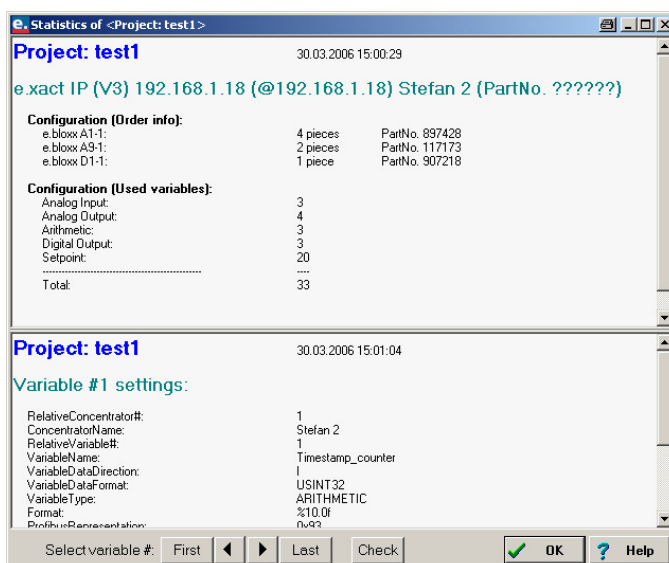 e. Statistics of <Project: test1>
Project: test1 30.03.2006 15:00:29
e.xact IP (V3) 192.168.1.18 (@192.168.1.18) Stefan 2 (PartNo. ??????)
Configuration (Order info):
e.bloxx A1-1: 4 pieces PartNo. 897428
e.bloxx A9-1: 2 pieces PartNo. 117173
e.bloxx D1-1: 1 piece PartNo. 907218
Configuration (Used variables):
Analog Input: 3
Analog Output: 4
Arithmetic: 3
Digital Output: 3
Setpoint: 20
Total: 33
Project: test1 30.03.2006 15:01:04
Variable #1 settings:
RelativeConcentrator#: 1
ConcentratorName: Stefan 2
RelativeVariable#: 1
VariableName: Timestamp_counter
VariableDataDirection: I
VariableDataFormat: USINT32
VariableType: ARITHMETIC
Format: %10.0f
ProfibusRepresentation: 0x93
Select variable #: First Last Check OK ? Help